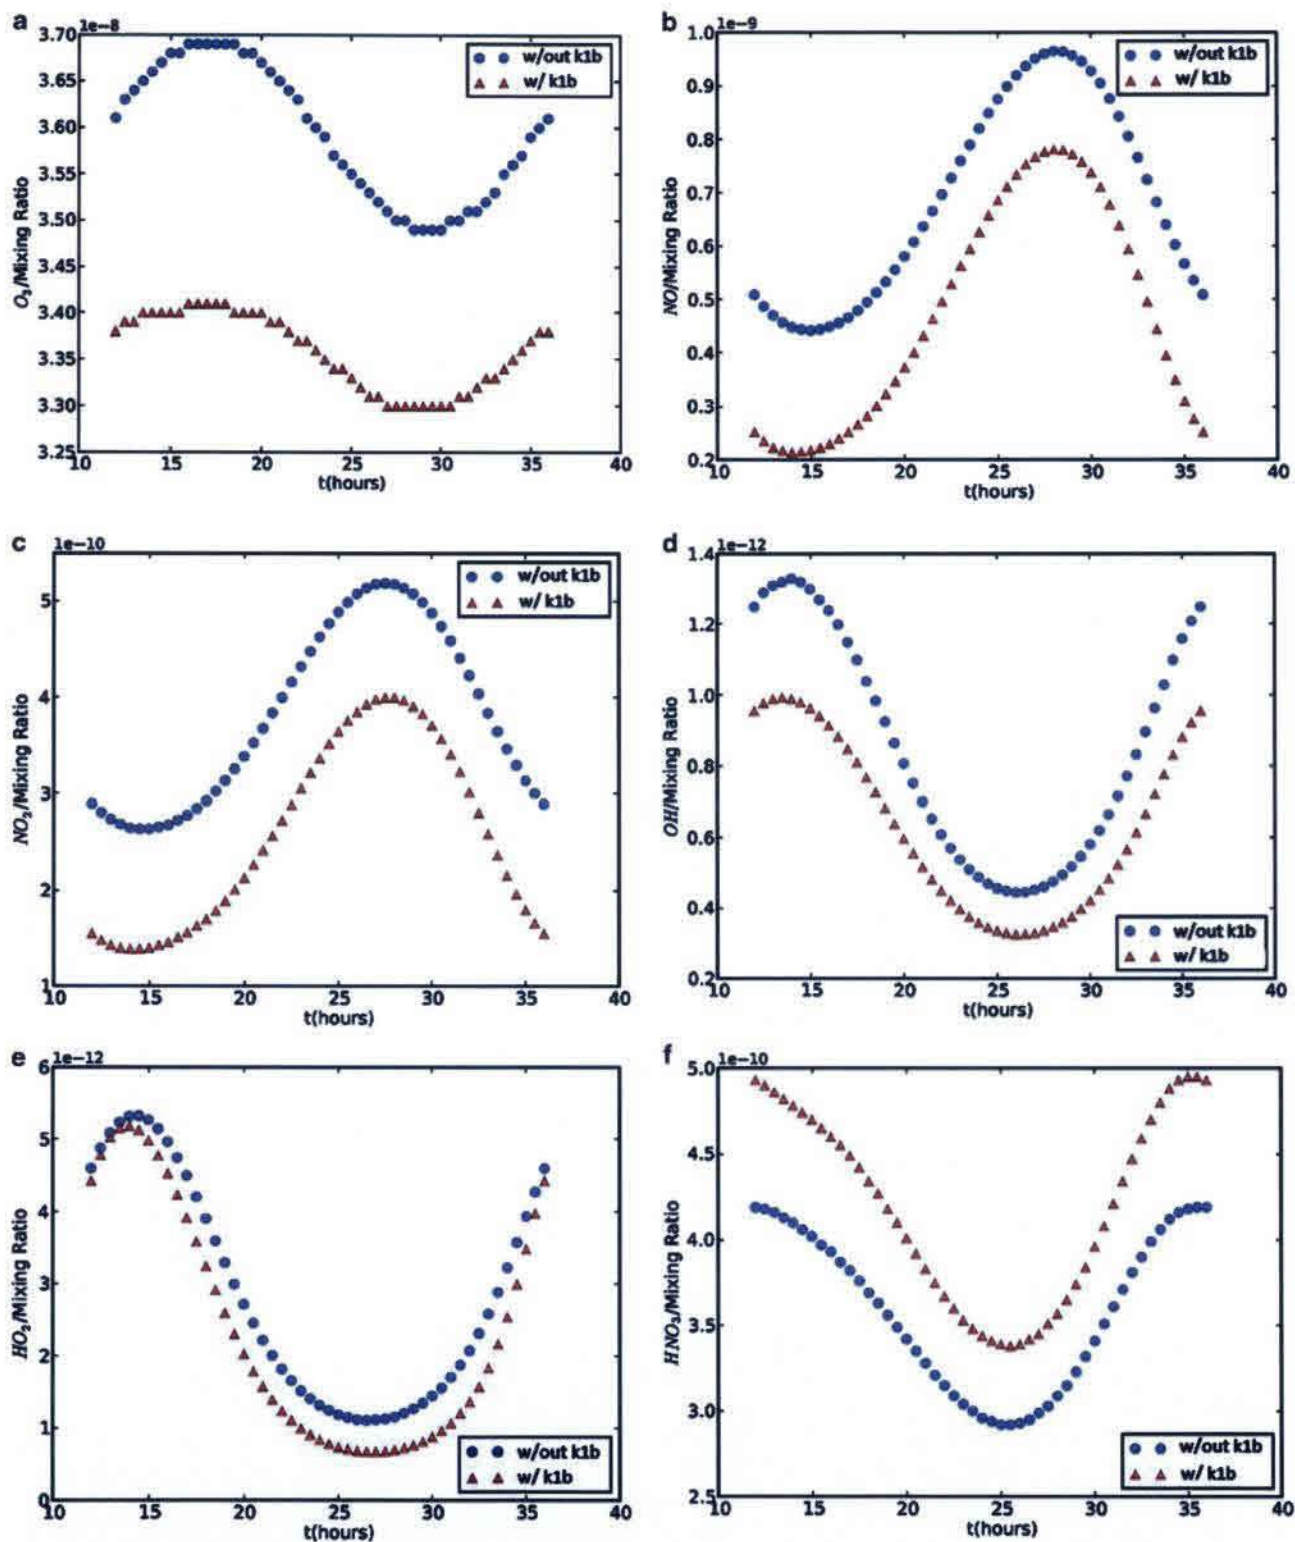 a
1e−8
3.70
3.65
3.60
3.55
3.50
3.45
3.40
3.35
3.30
3.25
O3/Mixing Ratio
w/out k1b
w/ k1b
10 15 20 25 30 35 40
t(hours)
b
1e−9
1.0
0.9
0.8
0.7
0.6
0.5
0.4
0.3
0.2
NO/Mixing Ratio
w/out k1b
w/ k1b
10 15 20 25 30 35 40
t(hours)
c
1e−10
5
4
3
2
1
NO2/Mixing Ratio
w/out k1b
w/ k1b
10 15 20 25 30 35 40
t(hours)
d
1e−12
1.4
1.2
1.0
0.8
0.6
0.4
0.2
OH/Mixing Ratio
w/out k1b
w/ k1b
10 15 20 25 30 35 40
t(hours)
e
1e−12
6
5
4
3
2
1
0
HO2/Mixing Ratio
w/out k1b
w/ k1b
10 15 20 25 30 35 40
t(hours)
f
1e−10
5.0
4.5
4.0
3.5
3.0
2.5
HNO3/Mixing Ratio
w/out k1b
w/ k1b
10 15 20 25 30 35 40
t(hours)